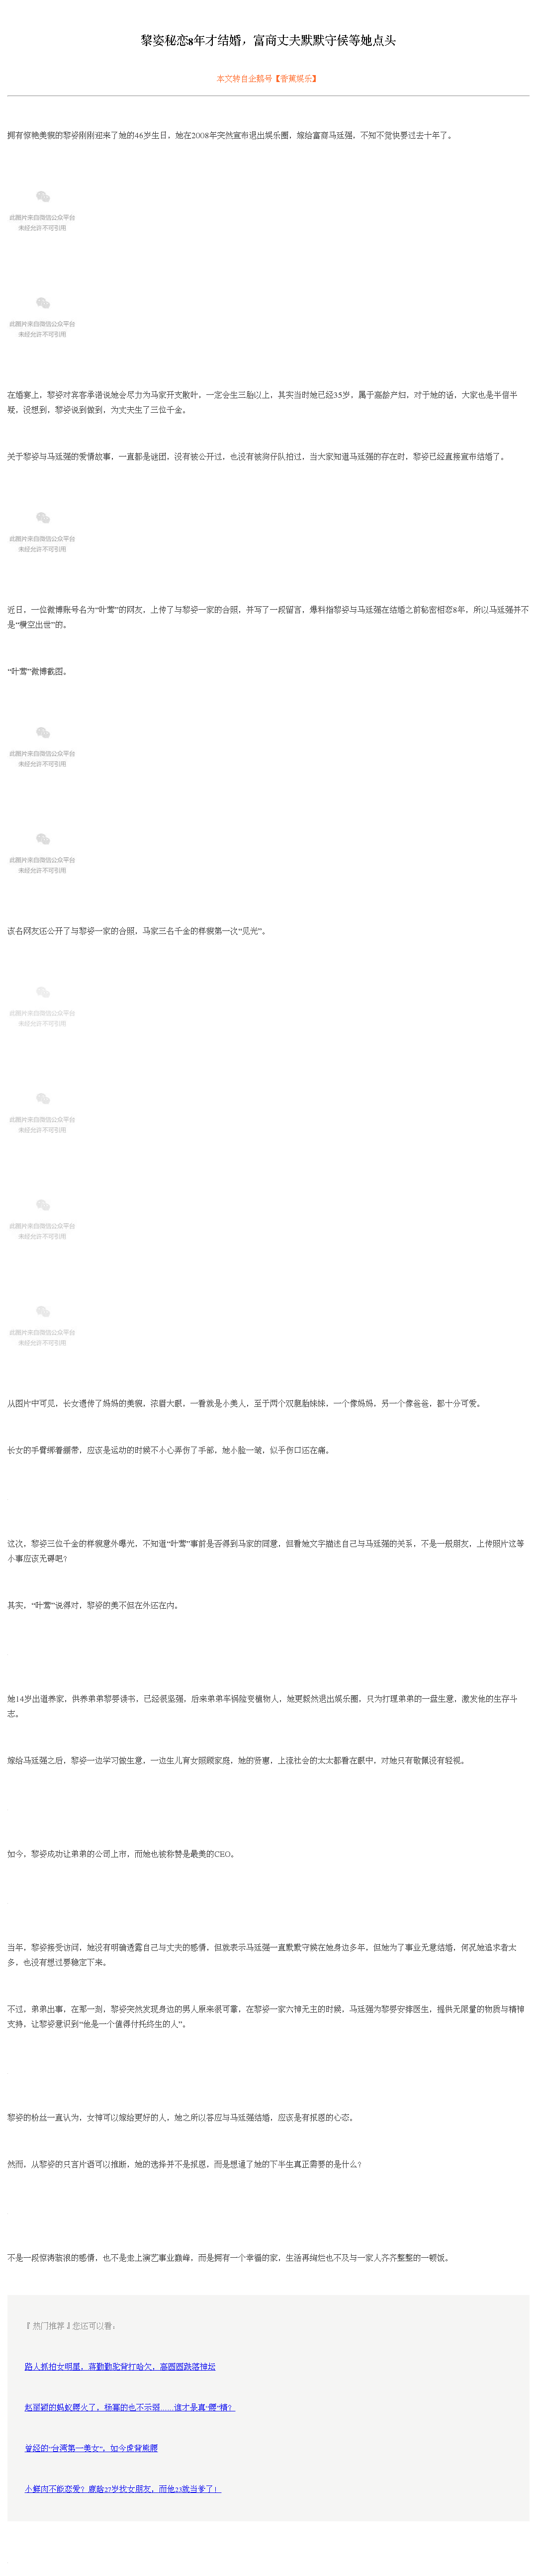 黎姿秘恋8年才结婚，富商丈夫默默守候等她点头
本文转自企鹅号【香蕉娱乐】
拥有惊艳美貌的黎姿刚刚迎来了她的46岁生日，她在2008年突然宣布退出娱乐圈，嫁给富商马廷强，不知不觉快要过去十年了。
此图片来自微信公众平台
未经允许不可引用
此图片来自微信公众平台
未经允许不可引用
在婚宴上，黎姿对宾客承诺说她会尽力为马家开支散叶，一定会生三胎以上，其实当时她已经35岁，属于高龄产妇，对于她的话，大家也是半信半
疑，没想到，黎姿说到做到，为丈夫生了三位千金。
关于黎姿与马廷强的爱情故事，一直都是谜团，没有被公开过，也没有被狗仔队拍过，当大家知道马廷强的存在时，黎姿已经直接宣布结婚了。
此图片来自微信公众平台
未经允许不可引用
近日，一位微博账号名为“叶莺”的网友，上传了与黎姿一家的合照，并写了一段留言，爆料指黎姿与马廷强在结婚之前秘密相恋8年，所以马廷强并不
是“横空出世”的。
“叶莺”微博截图。
此图片来自微信公众平台
未经允许不可引用
此图片来自微信公众平台
未经允许不可引用
该名网友还公开了与黎姿一家的合照，马家三名千金的样貌第一次“见光”。
此图片来自微信公众平台
未经允许不可引用
此图片来自微信公众平台
未经允许不可引用
此图片来自微信公众平台
未经允许不可引用
此图片来自微信公众平台
未经允许不可引用
从图片中可见，长女遗传了妈妈的美貌，浓眉大眼，一看就是小美人，至于两个双胞胎妹妹，一个像妈妈，另一个像爸爸，都十分可爱。
长女的手臂绑着绷带，应该是运动的时候不小心弄伤了手部，她小脸一皱，似乎伤口还在痛。
这次，黎姿三位千金的样貌意外曝光，不知道“叶莺”事前是否得到马家的同意，但看她文字描述自己与马廷强的关系，不是一般朋友，上传照片这等
小事应该无碍吧？
其实，“叶莺”说得对，黎姿的美不但在外还在内。
她14岁出道养家，供养弟弟黎婴读书，已经很坚强，后来弟弟车祸险变植物人，她更毅然退出娱乐圈，只为打理弟弟的一盘生意，激发他的生存斗
志。
嫁给马廷强之后，黎姿一边学习做生意，一边生儿育女照顾家庭，她的贤惠，上流社会的太太都看在眼中，对她只有敬佩没有轻视。
如今，黎姿成功让弟弟的公司上市，而她也被称赞是最美的CEO。
当年，黎姿接受访问，她没有明确透露自己与丈夫的感情，但就表示马廷强一直默默守候在她身边多年，但她为了事业无意结婚，何况她追求者太
多，也没有想过要稳定下来。
不过，弟弟出事，在那一刻，黎姿突然发现身边的男人原来很可靠，在黎姿一家六神无主的时候，马廷强为黎婴安排医生，提供无限量的物质与精神
支持，让黎姿意识到“他是一个值得付托终生的人”。
黎姿的粉丝一直认为，女神可以嫁给更好的人，她之所以答应与马廷强结婚，应该是有报恩的心态。
然而，从黎姿的只言片语可以推断，她的选择并不是报恩，而是想通了她的下半生真正需要的是什么？
不是一段惊涛骇浪的感情，也不是走上演艺事业巅峰，而是拥有一个幸福的家，生活再绚烂也不及与一家人齐齐整整的一顿饭。
『 热门推荐 』您还可以看：
路人抓拍女明星，蒋勤勤驼背打哈欠，高圆圆跌落神坛
赵丽颖的蚂蚁腰火了，杨幂的也不示弱......谁才是真“腰”精？
曾经的“台湾第一美女”，如今虎背熊腰
小鲜肉不能恋爱？鹿晗27岁找女朋友，而他23就当爹了！